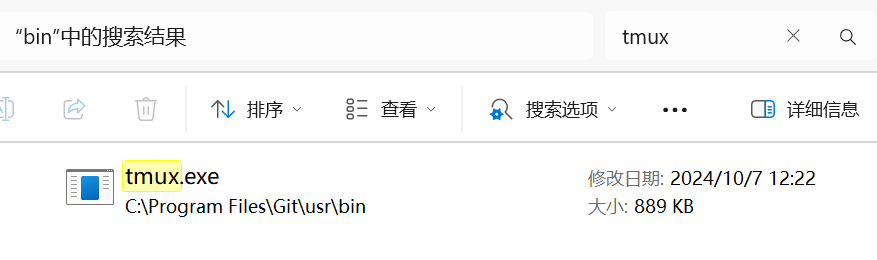 “bin”中的搜索结果
tmux
排序
查看
搜索选项
详细信息
tmux.exe
修改日期: 2024/10/7 12:22
C:\Program Files\Git\usr\bin
大小: 889 KB